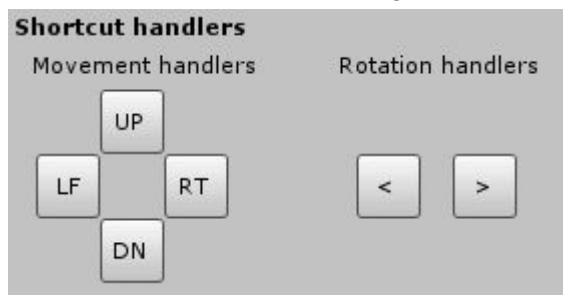 Shortcut handlers
Movement handlers Rotation handlers
UP
LF RT < >
DN